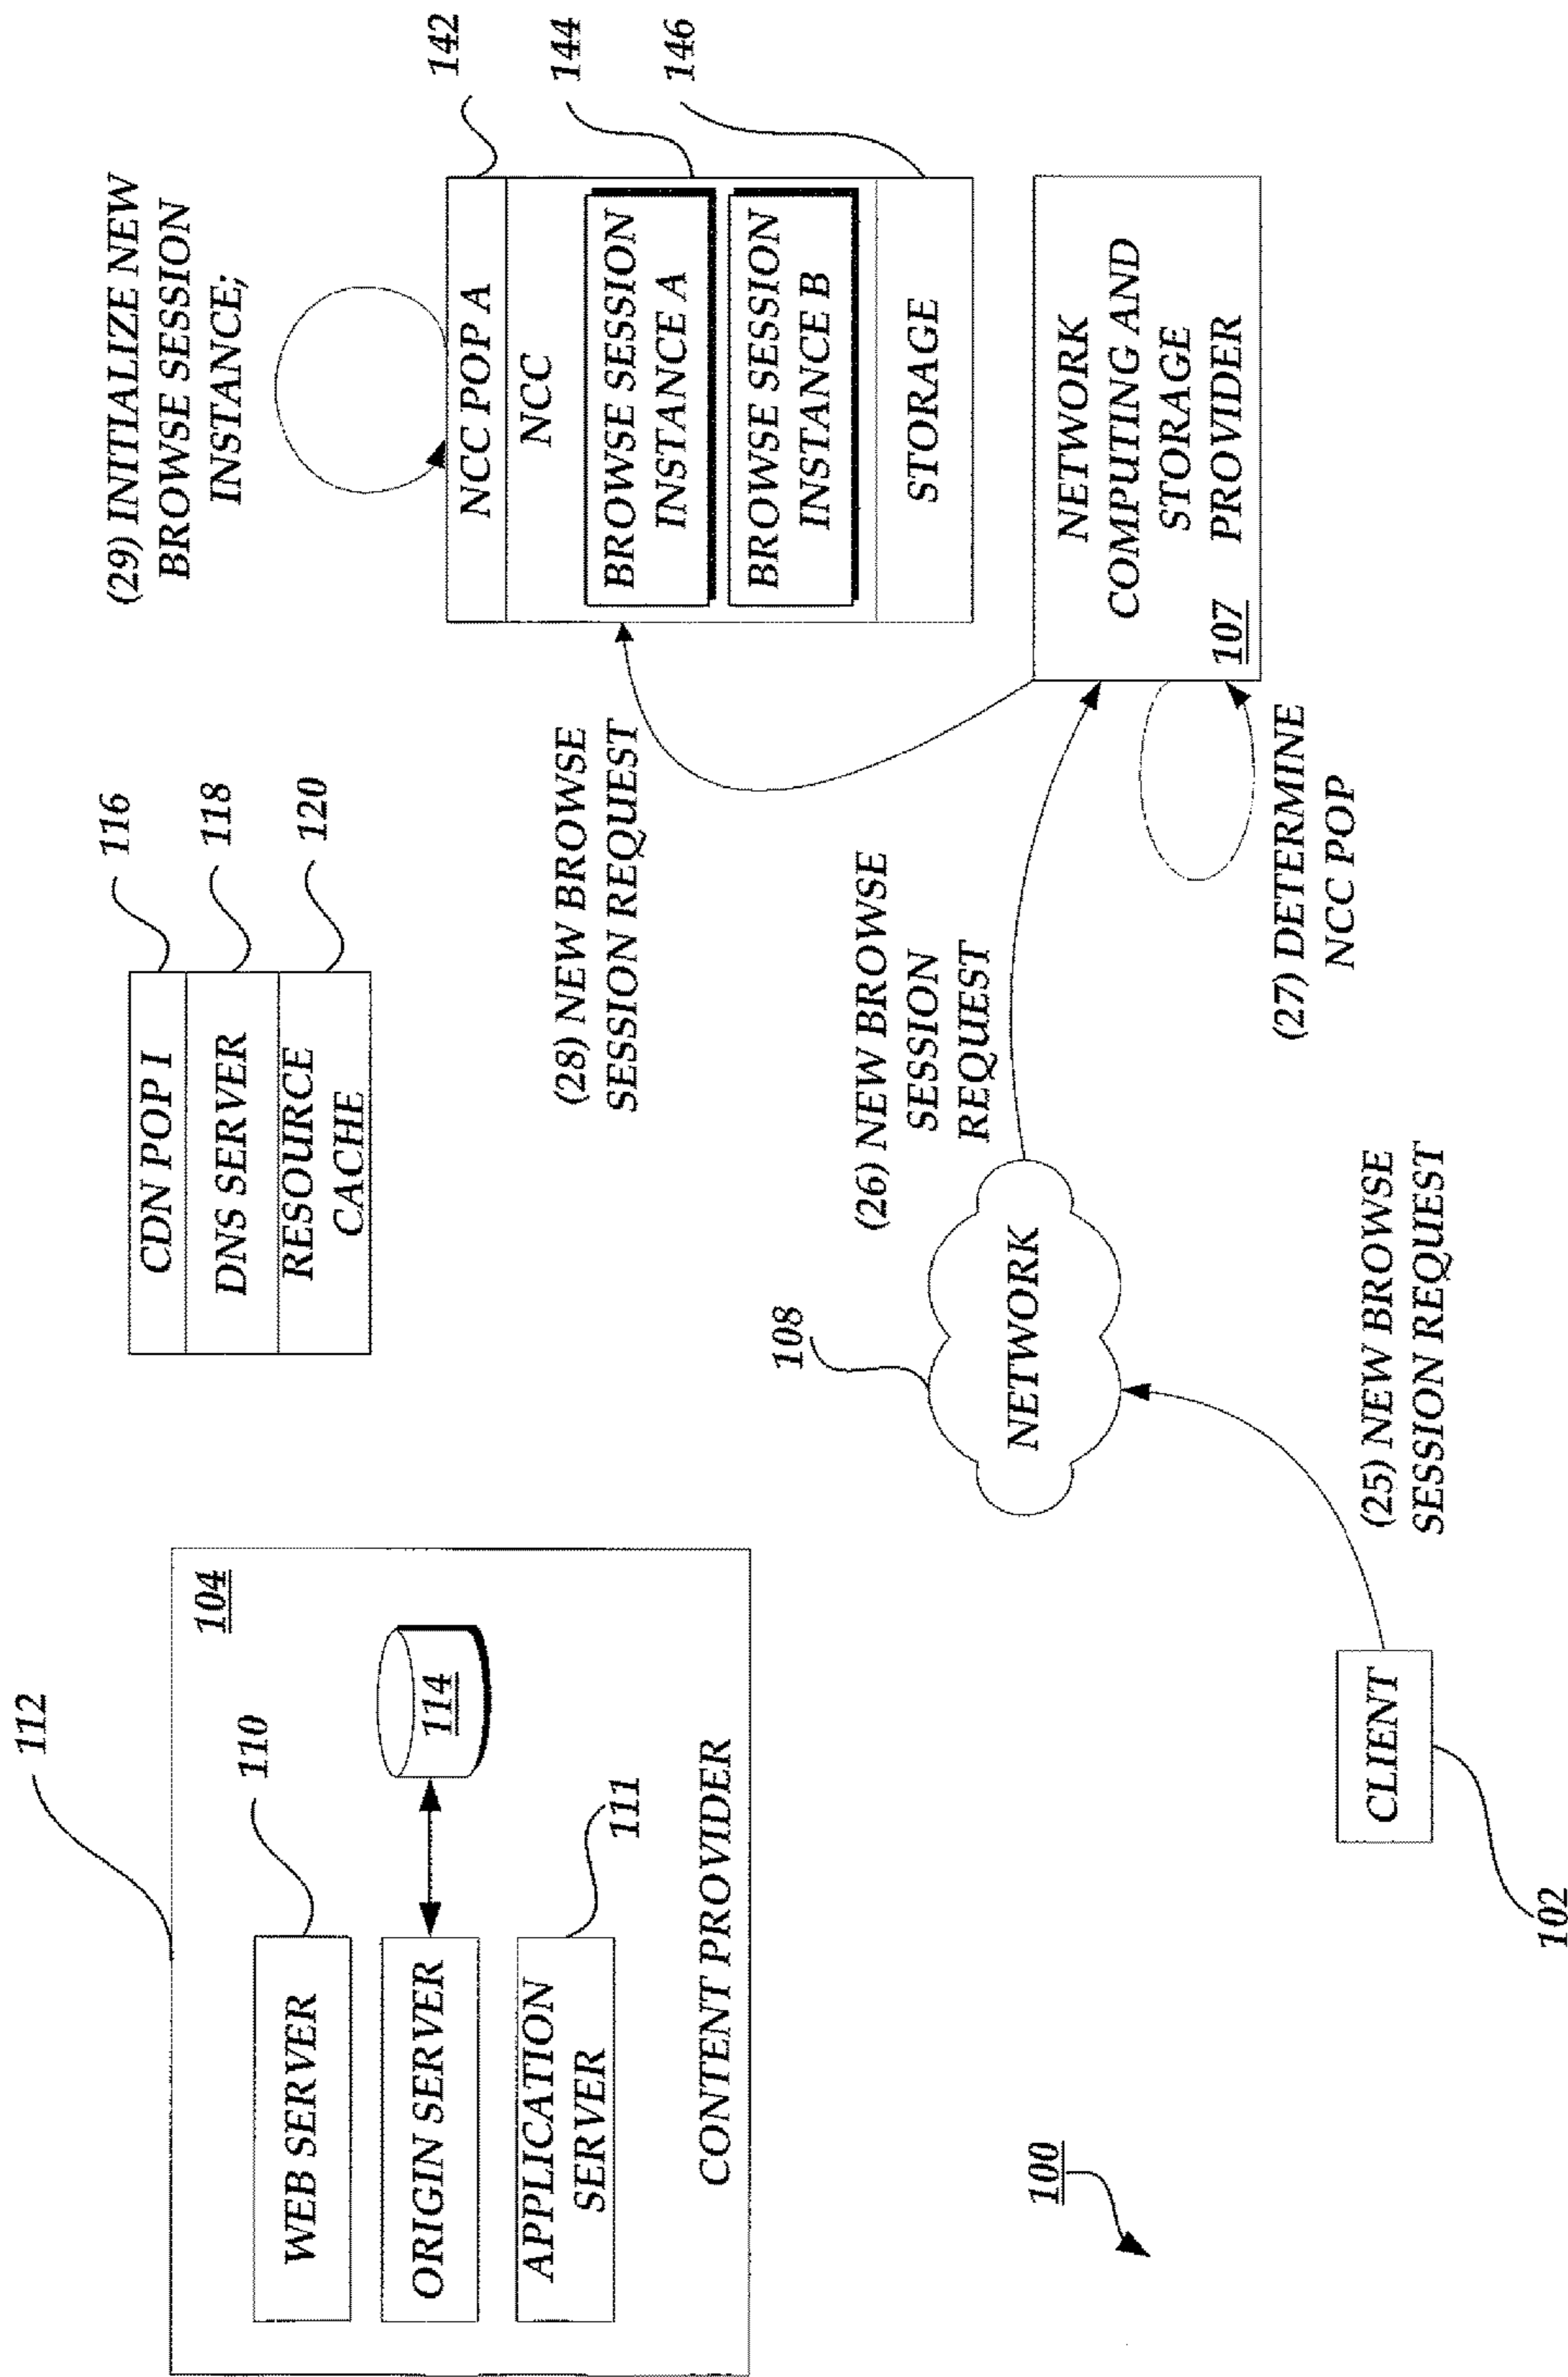 112
104
110
WEB SERVER
ORIGIN SERVER
114
APPLICATION
SERVER
111
CONTENT PROVIDER
116
118
120
CDN POP I
DNS SERVER
RESOURCE
CACHE
(29) INITIALIZE NEW
BROWSE SESSION
INSTANCE;
142
144
146
NCC POP A
NCC
BROWSE SESSION
INSTANCE A
BROWSE SESSION
INSTANCE B
STORAGE
(28) NEW BROWSE
SESSION REQUEST
NETWORK
COMPUTING AND
STORAGE
PROVIDER
107
(26) NEW BROWSE
SESSION
REQUEST
(27) DETERMINE
NCC POP
108
NETWORK
(25) NEW BROWSE
SESSION REQUEST
CLIENT
102
100